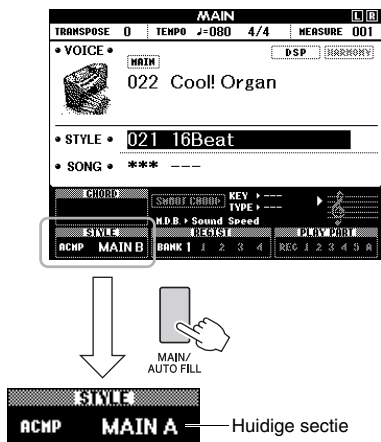 MAIN L R
TRANSPOSE 0 TEMPO ♩=080 4/4 MEASURE 001
• VOICE • MAIN DSP HARMONY
022 Cool! Organ
• STYLE • 021 16Beat
• SONG • *** ---
CHORD SMART CHORD KEY ---
TYPE ---
M.D.B. Sound Speed
STYLE REGIST PLAY PART
ACMP MAIN B BANK 1 1 2 3 4 REC 1 2 3 4 5 A
MAIN/
AUTO FILL
STYLE
ACMP MAIN A Huidige sectie